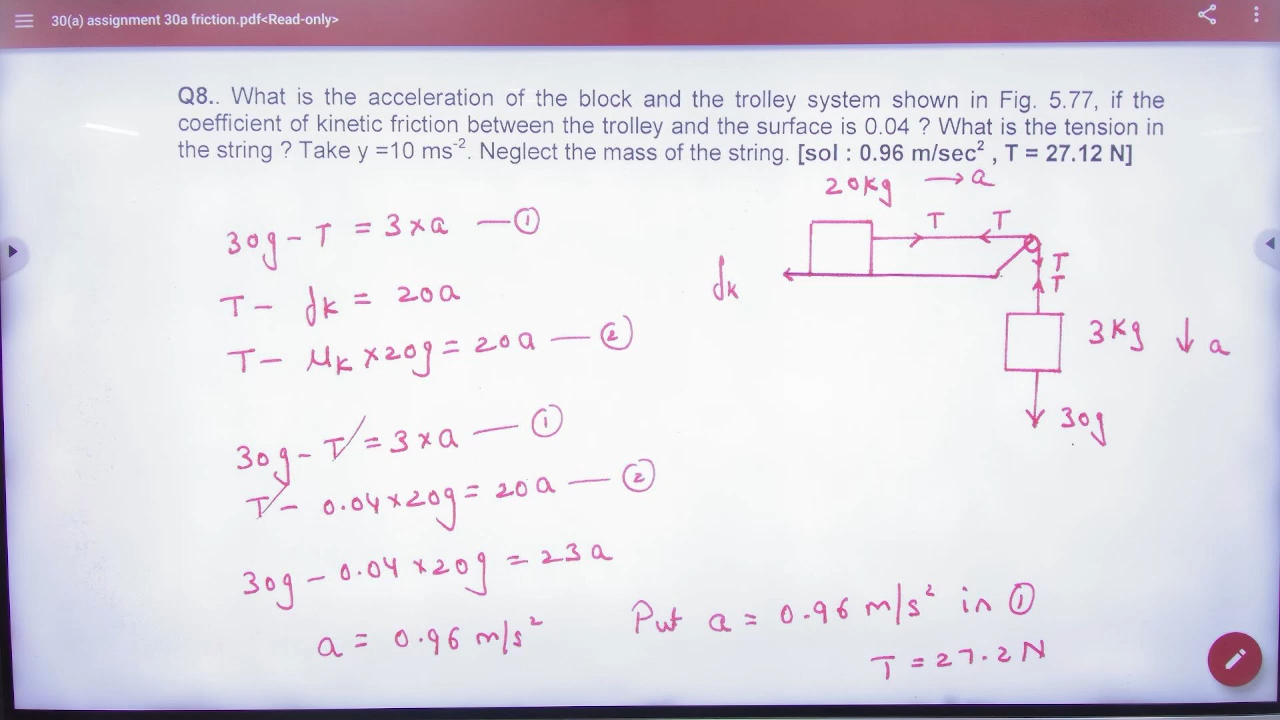 30(a) assignment 30a friction.pdf<Read-only>
Q8.. What is the acceleration of the block and the trolley system shown in Fig. 5.77, if the
coefficient of kinetic friction between the trolley and the surface is 0.04 ? What is the tension in
the string ? Take y =10 ms⁻². Neglect the mass of the string. [sol : 0.96 m/sec² , T = 27.12 N]
20kg → a
T T
30g - T = 3×a — ①
T
fk
T
T - fk = 20a
T - μk ×20g = 20a — ②
3kg ↓ a
30g
30g - T = 3×a — ①
T - 0.04×20g = 20a — ②
30g - 0.04×20g = 23a
a = 0.96 m/s²
Put a = 0.96 m/s² in ①
T = 27.2 N